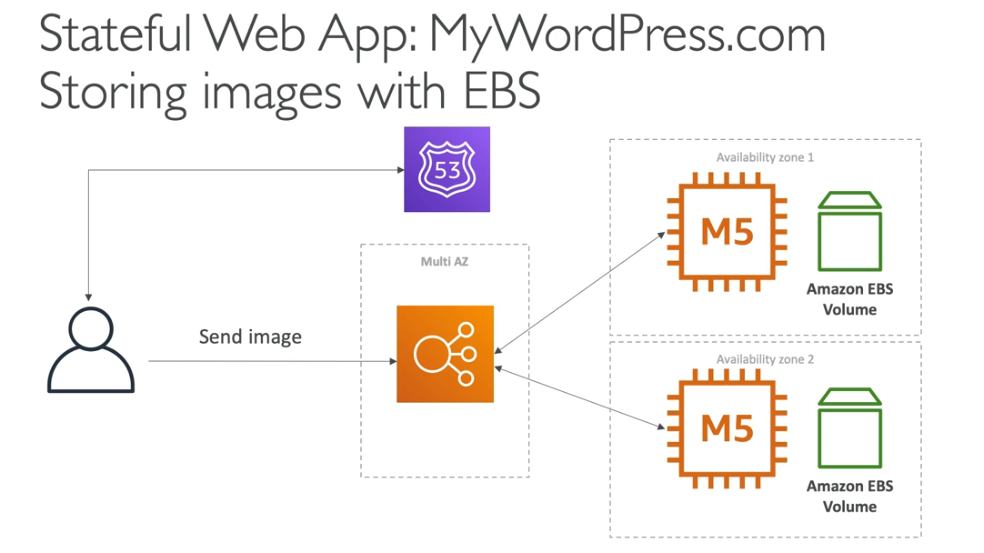 Stateful Web App: MyWordPress.com
Storing images with EBS
53
Availability zone 1
M5
Amazon EBS
Volume
Multi AZ
Send image
Availability zone 2
M5
Amazon EBS
Volume